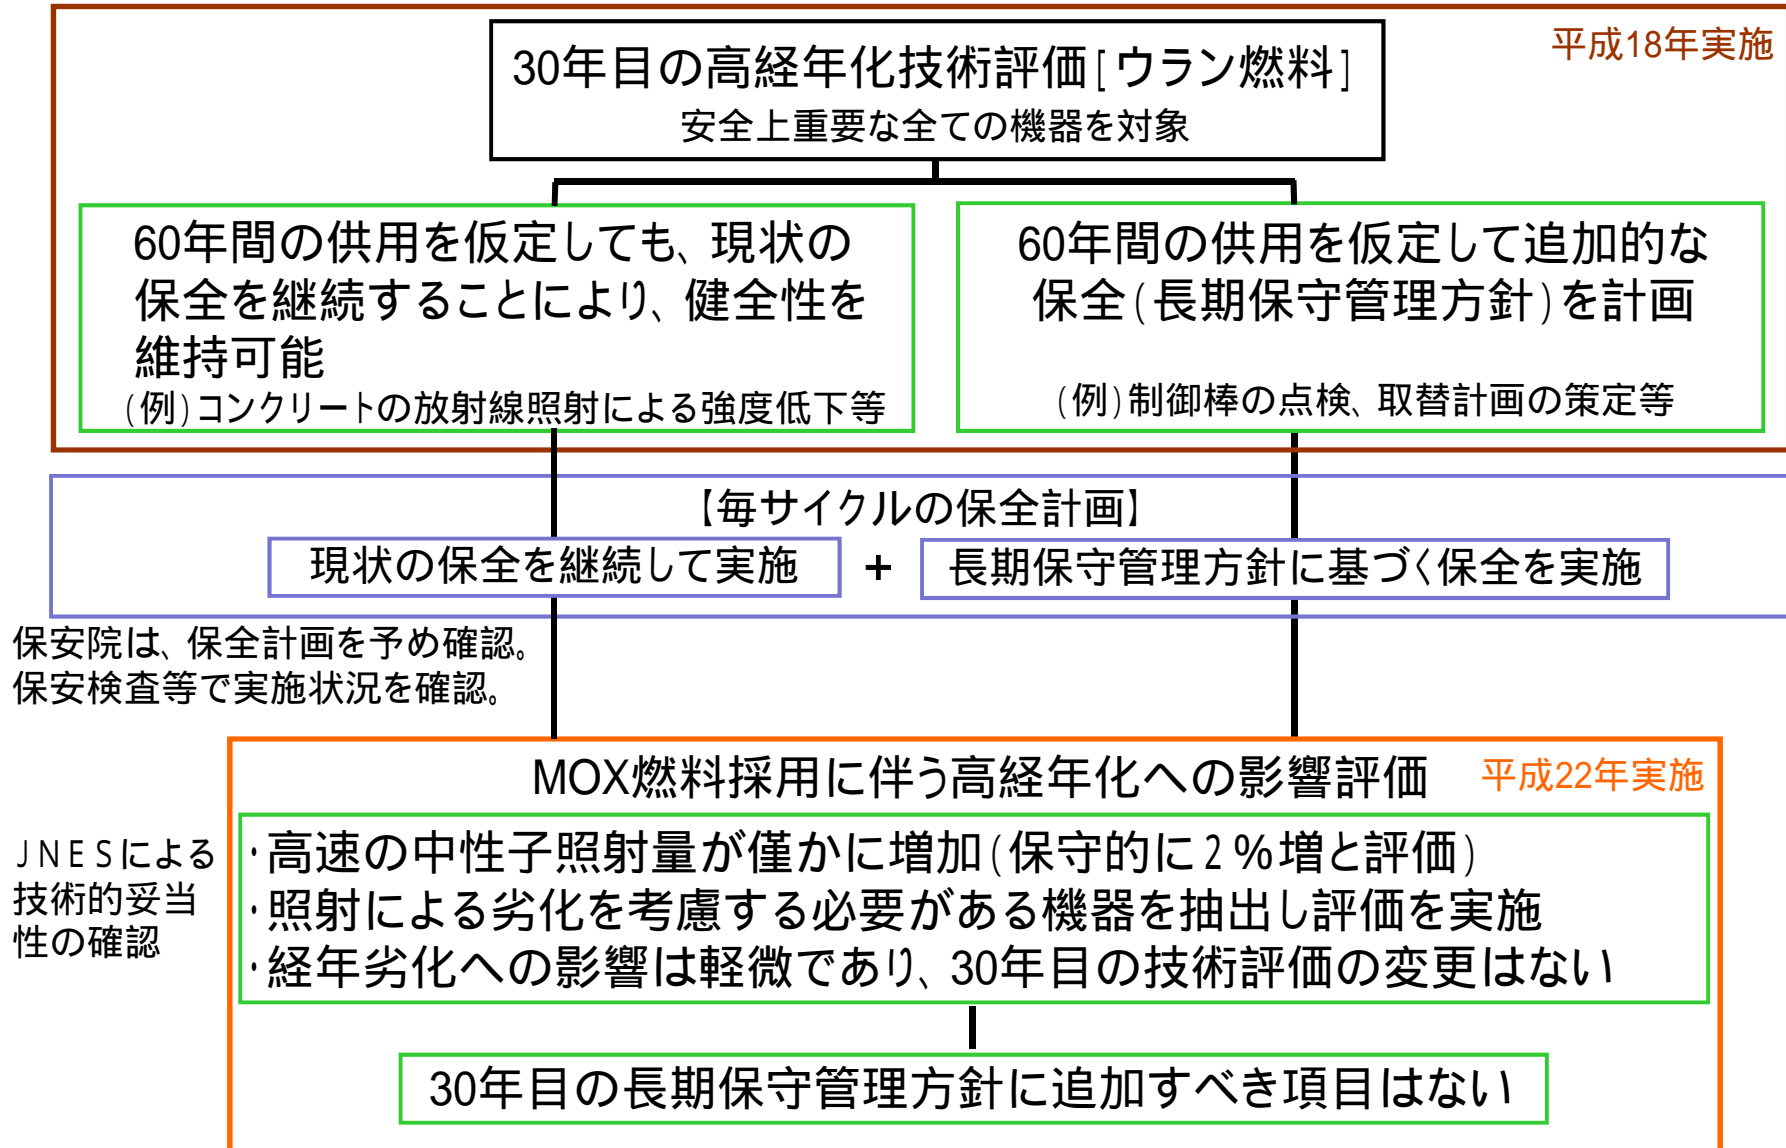 平成18年実施
30年目の高経年化技術評価[ウラン燃料]
安全上重要な全ての機器を対象
60年間の供用を仮定しても、現状の
保全を継続することにより、健全性を
維持可能
(例)コンクリートの放射線照射による強度低下等
60年間の供用を仮定して追加的な
保全(長期保守管理方針)を計画
(例)制御棒の点検、取替計画の策定等
【毎サイクルの保全計画】
現状の保全を継続して実施 + 長期保守管理方針に基づく保全を実施
保安院は、保全計画を予め確認。
保安検査等で実施状況を確認。
MOX燃料採用に伴う高経年化への影響評価 平成22年実施
JNESによる
技術的妥当
性の確認
・高速の中性子照射量が僅かに増加(保守的に2%増と評価)
・照射による劣化を考慮する必要がある機器を抽出し評価を実施
・経年劣化への影響は軽微であり、30年目の技術評価の変更はない
30年目の長期保守管理方針に追加すべき項目はない